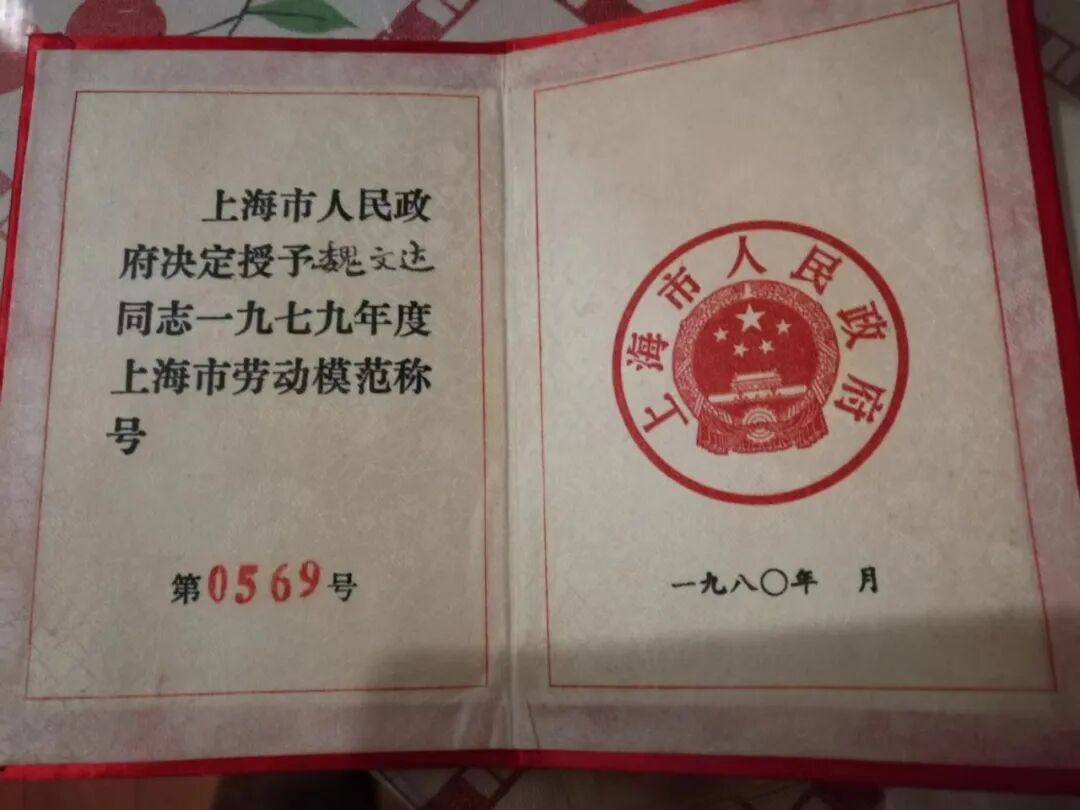 上海市人民政
府决定授予魏文达
同志一九七九年度
上海市劳动模范称
号
第0569号
上海市人民政府
一九八〇年 月